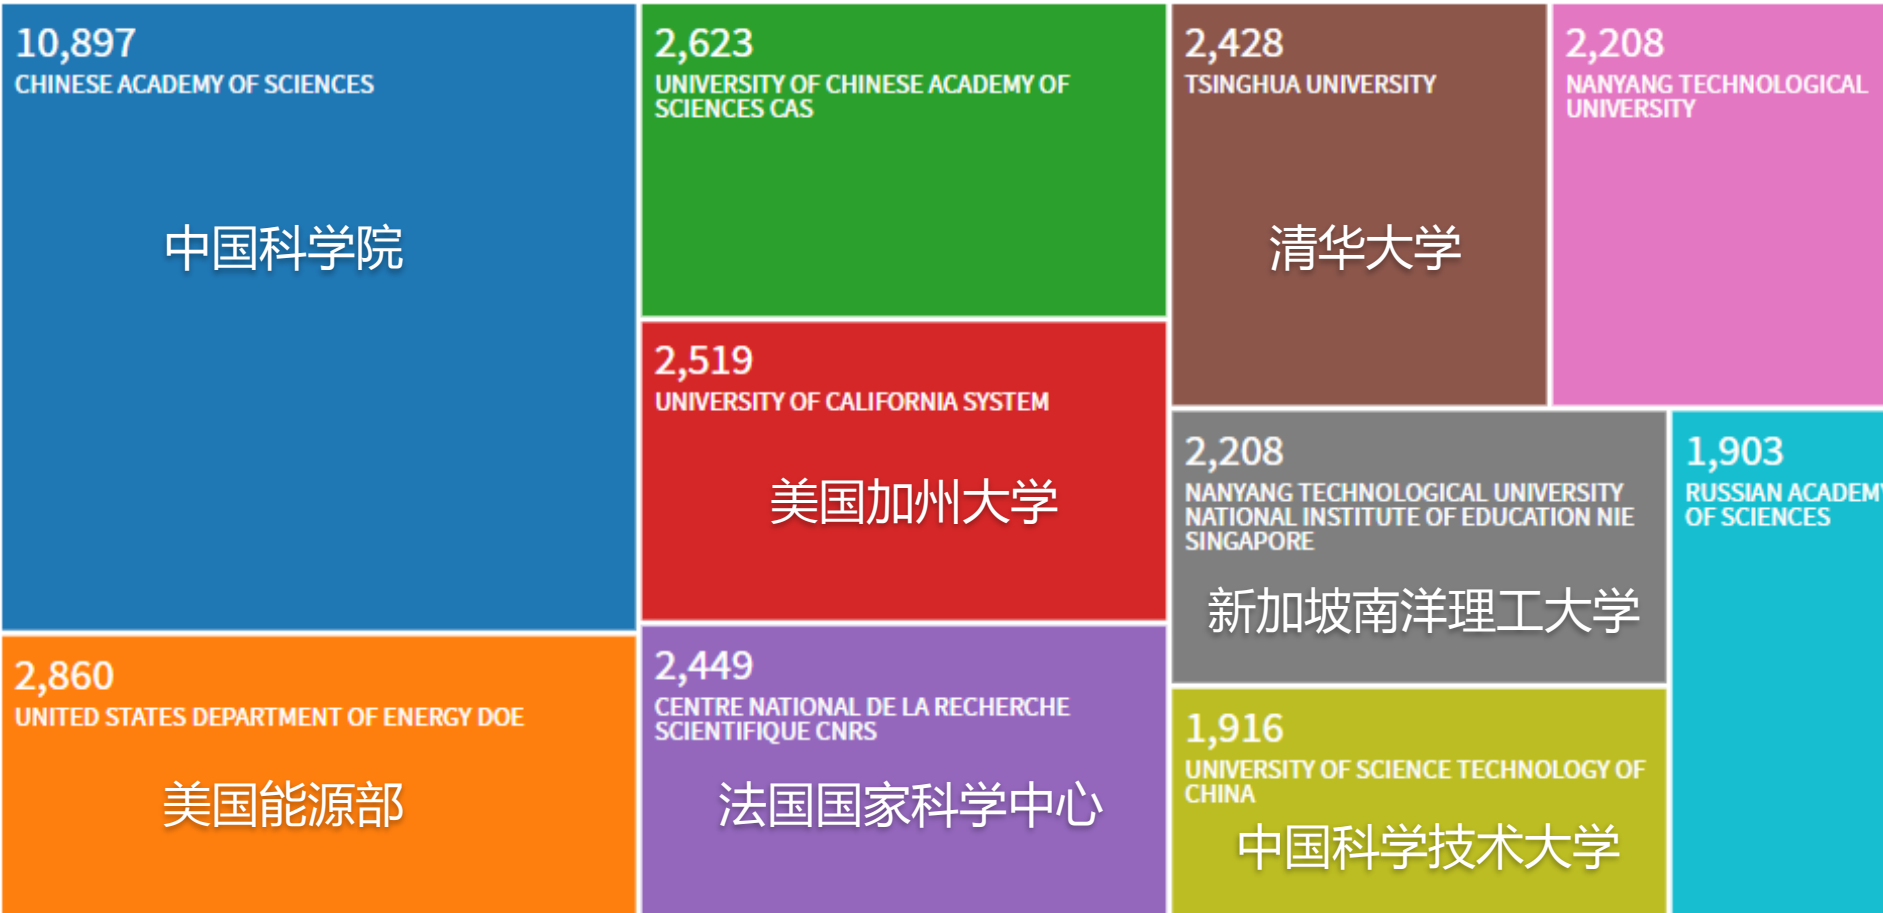 10,897
CHINESE ACADEMY OF SCIENCES
中国科学院
2,860
UNITED STATES DEPARTMENT OF ENERGY DOE
美国能源部
2,623
UNIVERSITY OF CHINESE ACADEMY OF
SCIENCES CAS
2,519
UNIVERSITY OF CALIFORNIA SYSTEM
美国加州大学
2,449
CENTRE NATIONAL DE LA RECHERCHE
SCIENTIFIQUE CNRS
法国国家科学中心
2,428
TSINGHUA UNIVERSITY
清华大学
2,208
NANYANG TECHNOLOGICAL
UNIVERSITY
2,208
NANYANG TECHNOLOGICAL UNIVERSITY
NATIONAL INSTITUTE OF EDUCATION NIE
SINGAPORE
新加坡南洋理工大学
1,916
UNIVERSITY OF SCIENCE TECHNOLOGY OF
CHINA
中国科学技术大学
1,903
RUSSIAN ACADEMY
OF SCIENCES